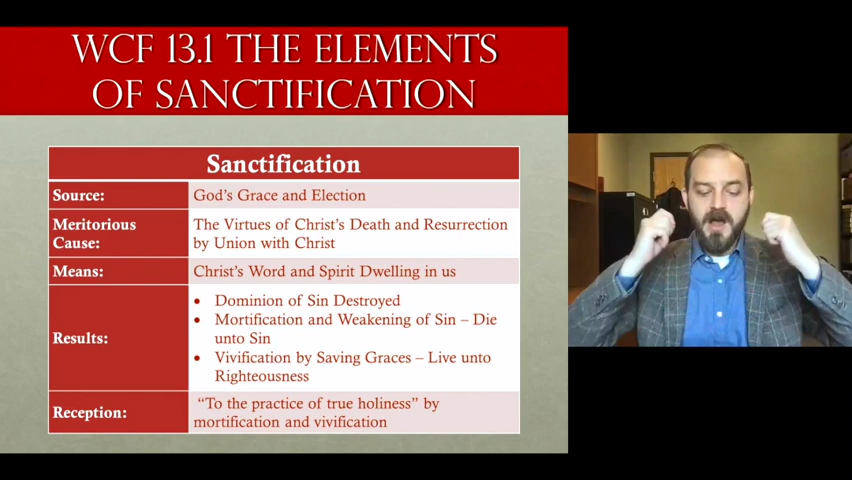 WCF 13.1 THE ELEMENTS
OF SANCTIFICATION
Sanctification
Source:
God's Grace and Election
Meritorious
Cause:
The Virtues of Christ's Death and Resurrection
by Union with Christ
Means:
Christ's Word and Spirit Dwelling in us
Results:
• Dominion of Sin Destroyed
• Mortification and Weakening of Sin – Die
unto Sin
• Vivification by Saving Graces – Live unto
Righteousness
Reception:
"To the practice of true holiness" by
mortification and vivification